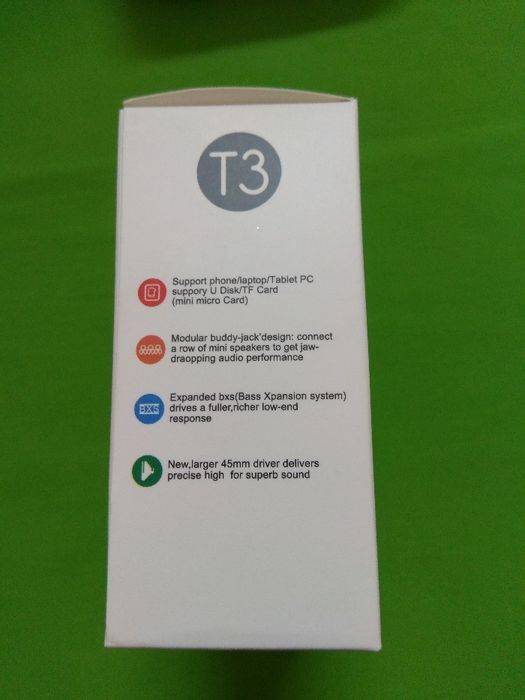 T3
Support phone/laptop/Tablet PC
suppory U Disk/TF Card
(mini micro Card)
Modular buddy-jack'design: connect
a row of mini speakers to get jaw-
draopping audio performance
BXS
Expanded bxs(Bass Xpansion system)
drives a fuller,richer low-end
response
New,larger 45mm driver delivers
precise high for superb sound